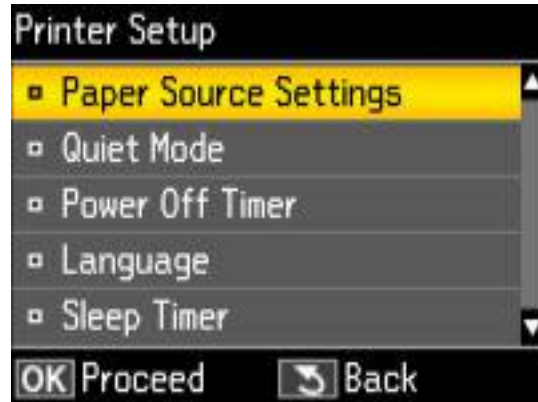 Printer Setup
Paper Source Settings
Quiet Mode
Power Off Timer
Language
Sleep Timer
OK Proceed Back